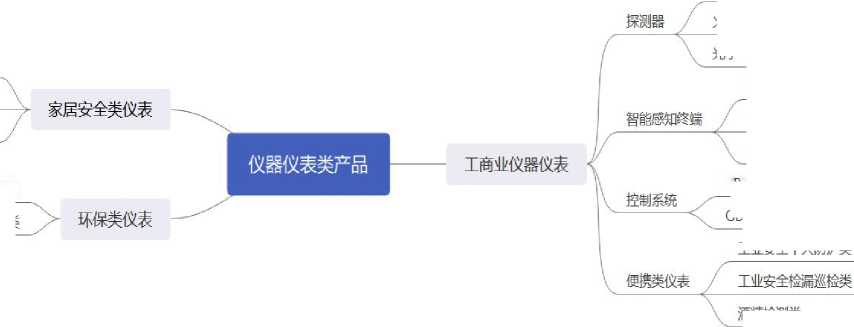 家居安全类仪表
环保类仪表
类
仪器仪表类产品
工商业仪器仪表
探测器
智能感知终端
控制系统
便携类仪表
工业安全检漏巡检类